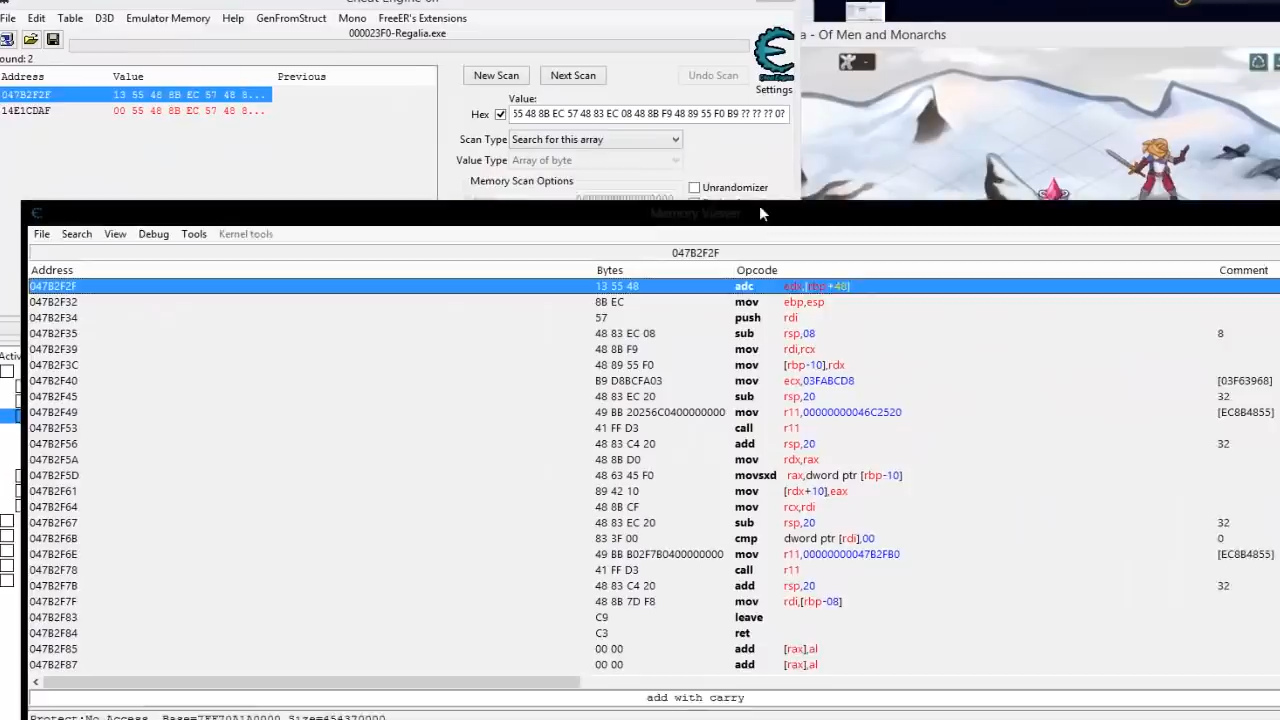 File Edit Table D3D Emulator Memory Help GenFromStruct Mono FreeER's Extensions
000023F0-Regalia.exe
a - Of Men and Monarchs
ound: 2
Address Value Previous
047B2F2F 13 55 48 8B EC 57 48 8...
14E1CDAF 00 55 48 8B EC 57 48 8...
New Scan Next Scan Undo Scan
Settings
Value:
Hex 55 48 8B EC 57 48 83 EC 08 48 8B F9 48 89 55 F0 B9 ?? ?? ?? 0?
Scan Type Search for this array
Value Type Array of byte
Memory Scan Options
Unrandomizer
Memory Viewer
File Search View Debug Tools Kernel tools
047B2F2F
Address Bytes Opcode Comment
047B2F2F 13 55 48 adc edx,[rbp+48]
047B2F32 8B EC mov ebp,esp
047B2F34 57 push rdi
047B2F35 48 83 EC 08 sub rsp,08 8
047B2F39 48 8B F9 mov rdi,rcx
047B2F3C 48 89 55 F0 mov [rbp-10],rdx
047B2F40 B9 D8BCFA03 mov ecx,03FABCD8 [03F63968]
047B2F45 48 83 EC 20 sub rsp,20 32
047B2F49 49 BB 20256C0400000000 mov r11,00000000046C2520 [EC8B4855]
047B2F53 41 FF D3 call r11
047B2F56 48 83 C4 20 add rsp,20 32
047B2F5A 48 8B D0 mov rdx,rax
047B2F5D 48 63 45 F0 movsxd rax,dword ptr [rbp-10]
047B2F61 89 42 10 mov [rdx+10],eax
047B2F64 48 8B CF mov rcx,rdi
047B2F67 48 83 EC 20 sub rsp,20 32
047B2F6B 83 3F 00 cmp dword ptr [rdi],00 0
047B2F6E 49 BB B02F7B0400000000 mov r11,00000000047B2FB0 [EC8B4855]
047B2F78 41 FF D3 call r11
047B2F7B 48 83 C4 20 add rsp,20 32
047B2F7F 48 8B 7D F8 mov rdi,[rbp-08]
047B2F83 C9 leave
047B2F84 C3 ret
047B2F85 00 00 add [rax],al
047B2F87 00 00 add [rax],al
add with carry